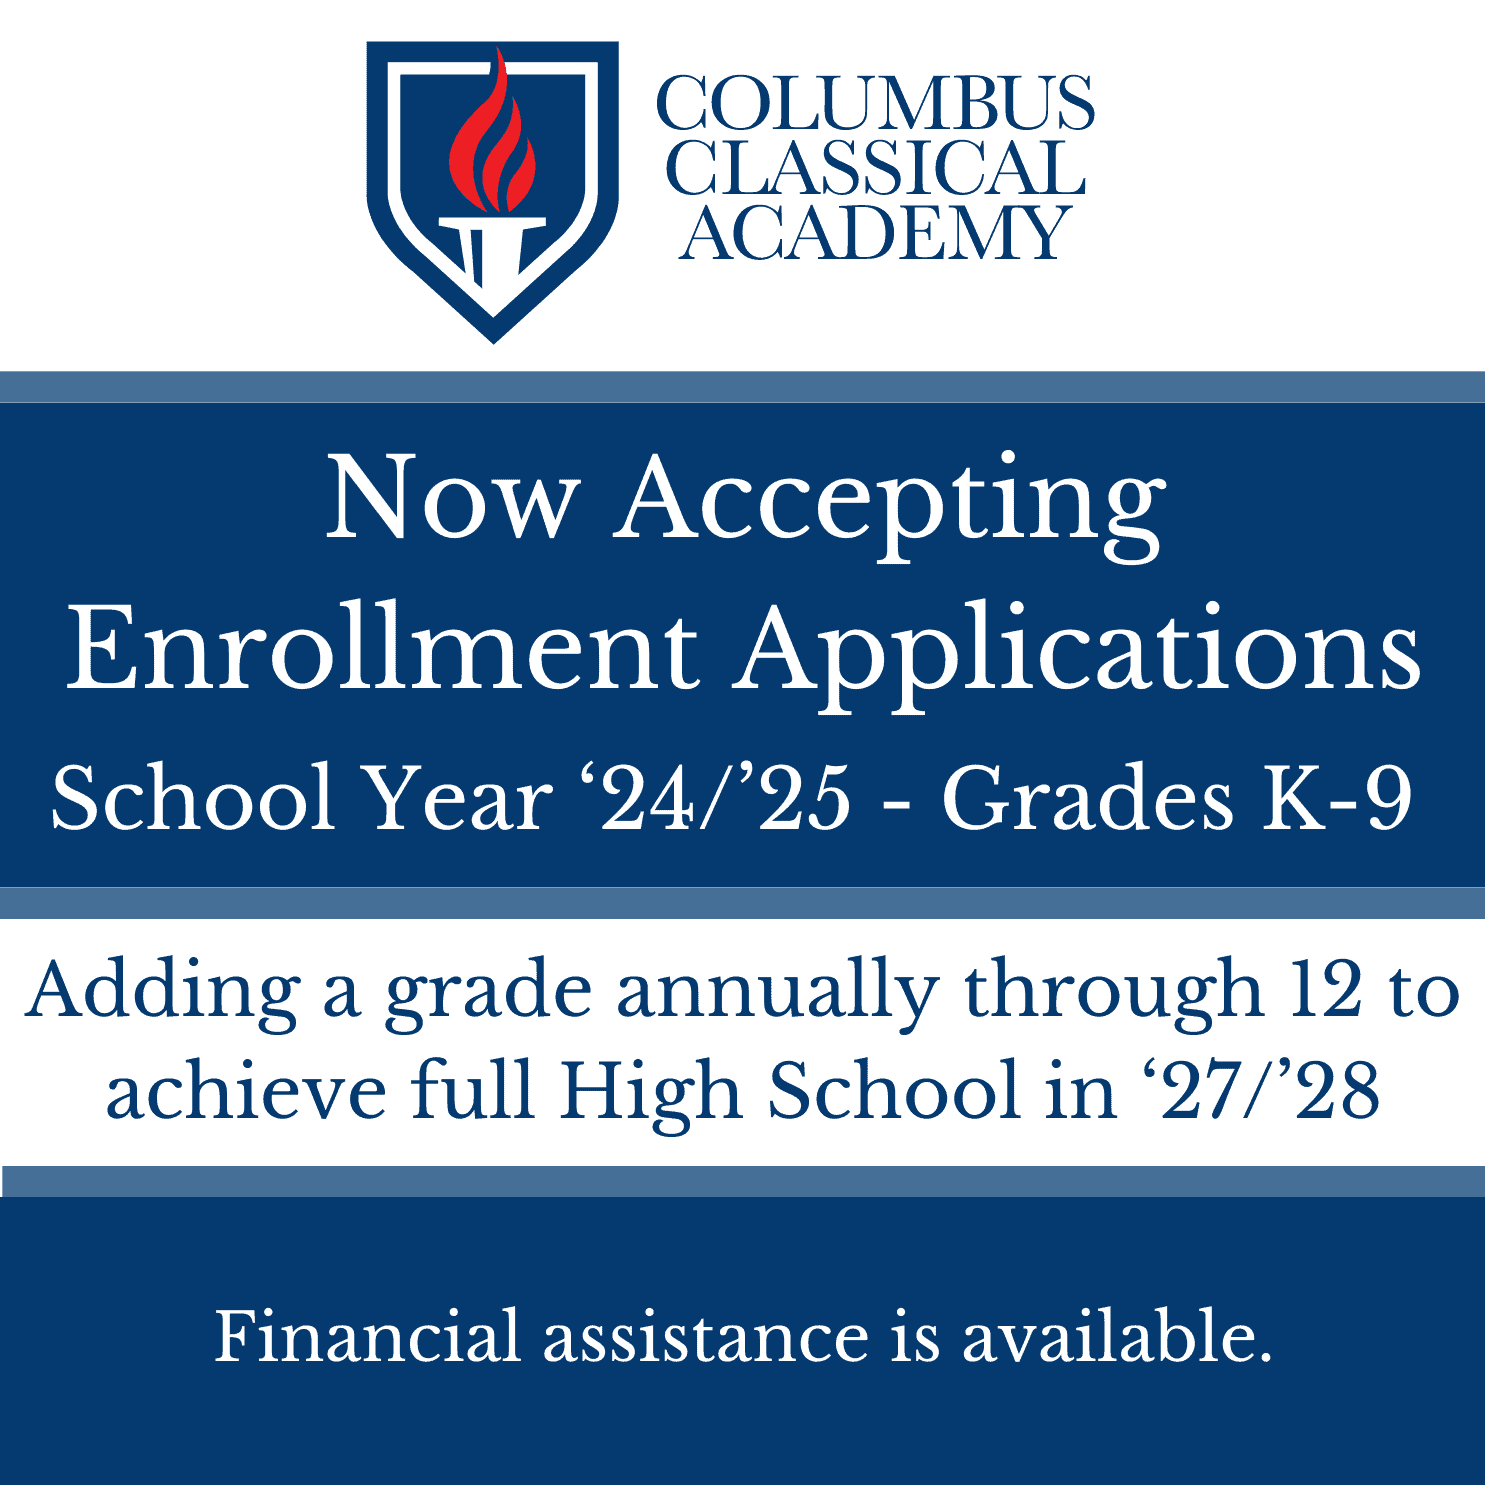 COLUMBUS
CLASSICAL
ACADEMY
Now Accepting
Enrollment Applications
School Year ‘24/’25 - Grades K-9
Adding a grade annually through 12 to
achieve full High School in ‘27/’28
Financial assistance is available.